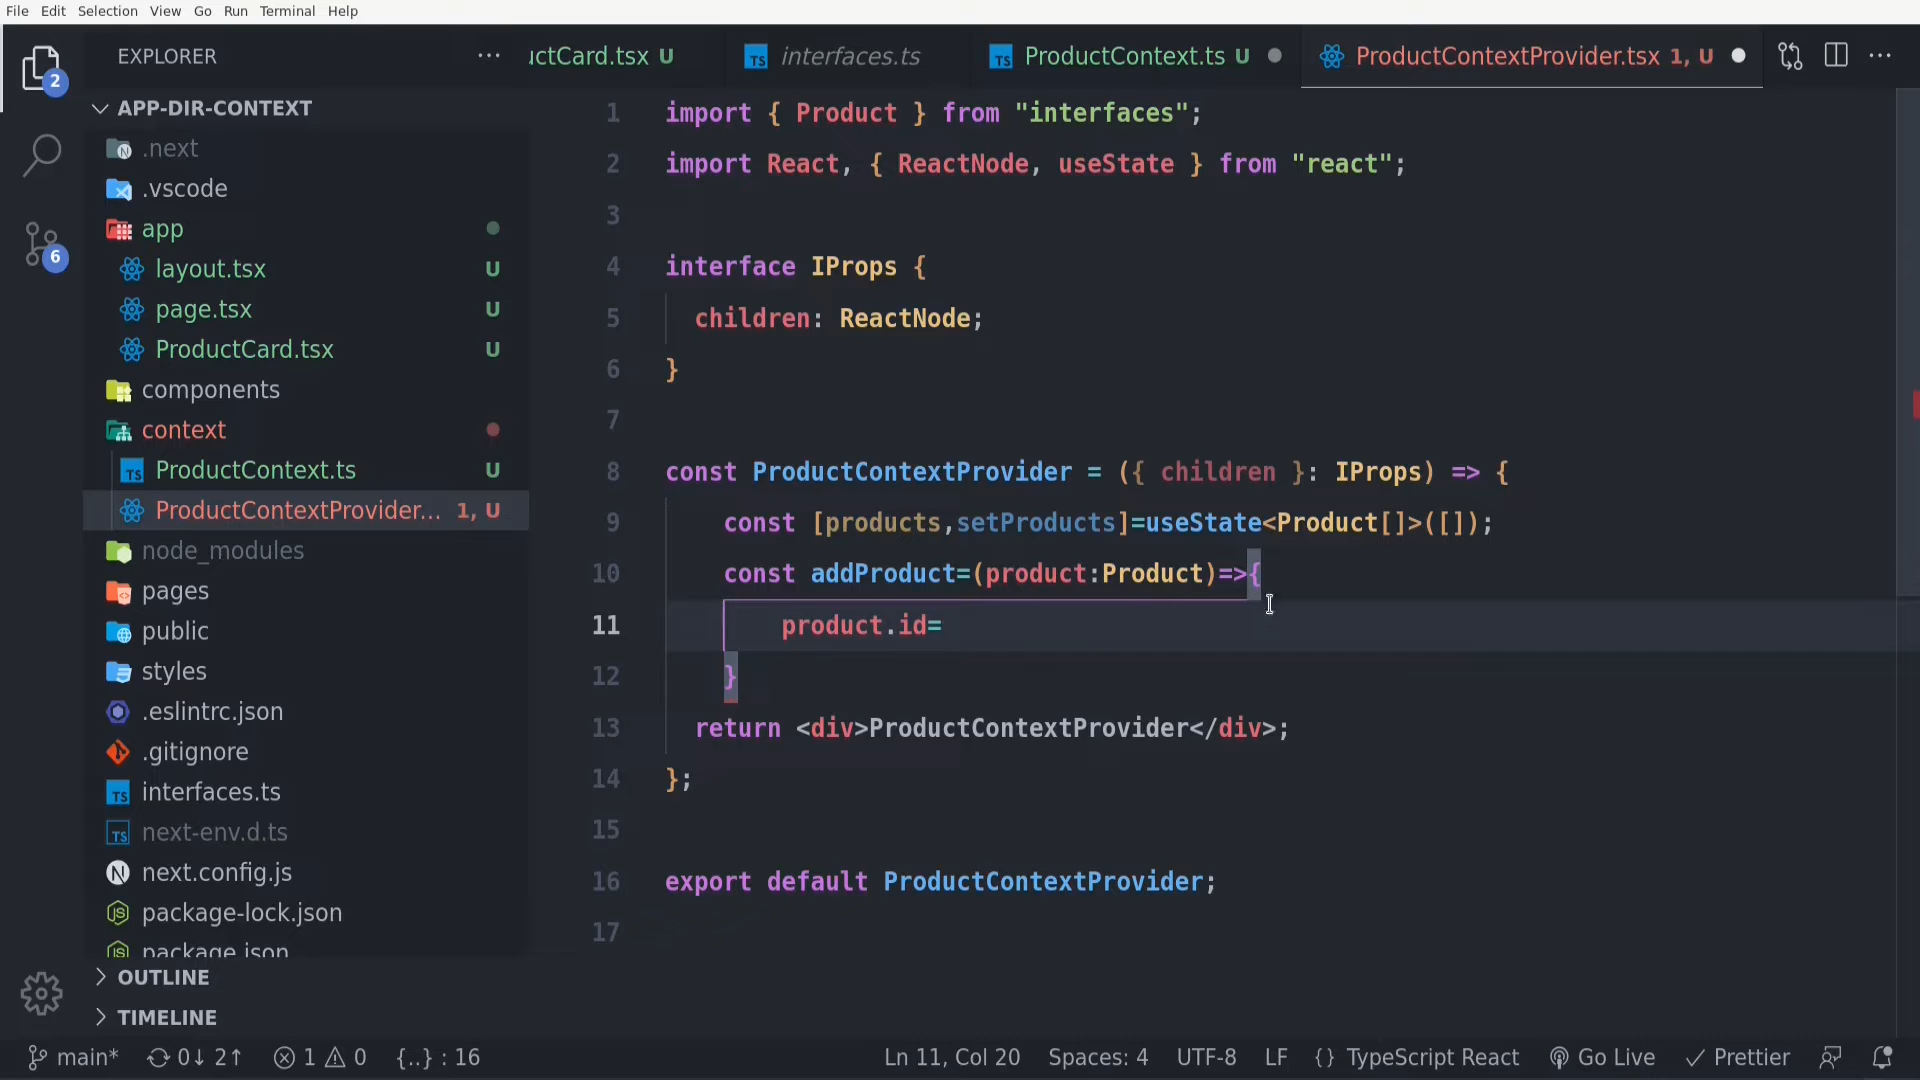 File Edit Selection View Go Run Terminal Help
EXPLORER
uctCard.tsx U
interfaces.ts
ProductContext.ts U
ProductContextProvider.tsx 1, U
2
6
APP-DIR-CONTEXT
.next
.vscode
app
layout.tsx U
page.tsx U
ProductCard.tsx U
components
context
ProductContext.ts U
ProductContextProvider... 1, U
node_modules
pages
public
styles
.eslintrc.json
.gitignore
interfaces.ts
next-env.d.ts
next.config.js
package-lock.json
package.json
OUTLINE
TIMELINE
1 import { Product } from "interfaces";
2 import React, { ReactNode, useState } from "react";
3
4 interface IProps {
5 children: ReactNode;
6 }
7
8 const ProductContextProvider = ({ children }: IProps) => {
9 const [products,setProducts]=useState<Product[]>([]);
10 const addProduct=(product:Product)=>{
11 product.id=
12 }
13 return <div>ProductContextProvider</div>;
14 };
15
16 export default ProductContextProvider;
17
main* 0↓ 2↑ 1 0 {..} : 16 Ln 11, Col 20 Spaces: 4 UTF-8 LF {} TypeScript React Go Live Prettier